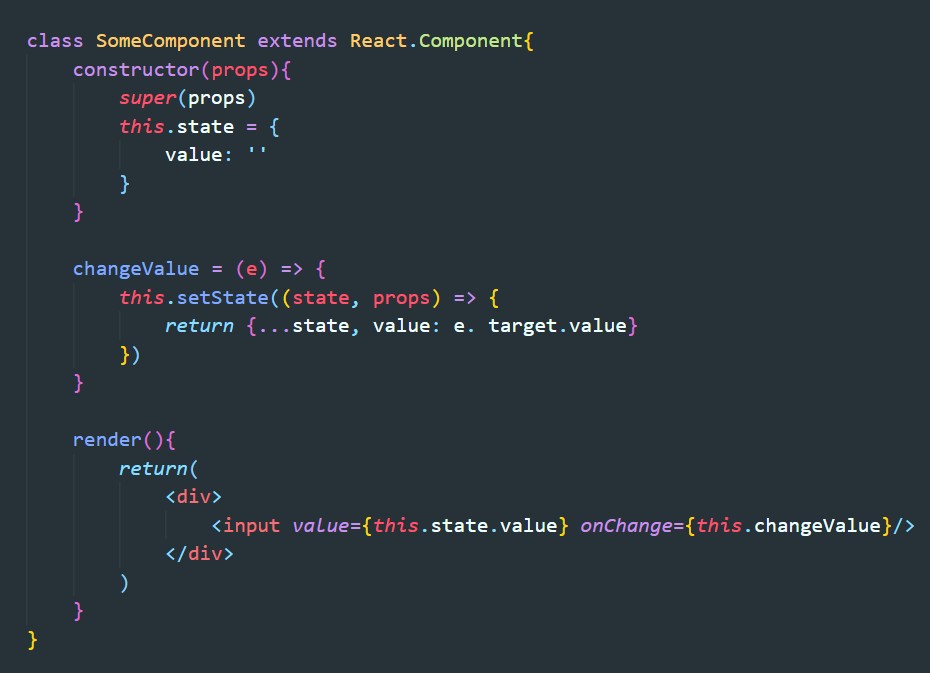 class SomeComponent extends React.Component{
    constructor(props){
        super(props)
        this.state = {
            value: ''
        }
    }

    changeValue = (e) => {
        this.setState((state, props) => {
            return {...state, value: e. target.value}
        })
    }

    render(){
        return(
            <div>
                <input value={this.state.value} onChange={this.changeValue}/>
            </div>
        )
    }
}